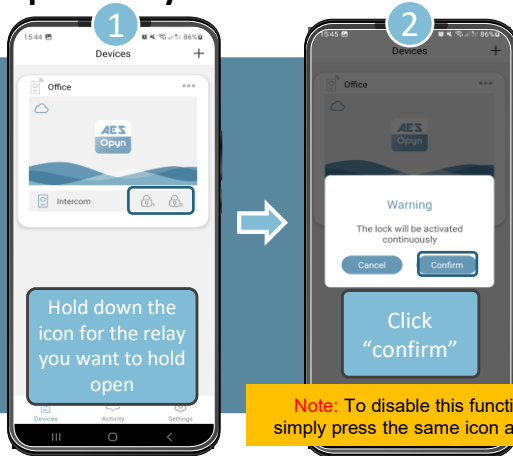 1
15:44
86%
Devices
+
Office
AES
Opyn
Intercom
Hold down the
icon for the relay
you want to hold
open
Devices
Activity
Settings
2
15:45
86%
Devices
+
Office
AES
Opyn
Warning
The lock will be activated
continuously
Cancel
Confirm
Click
“confirm”
Note: To disable this functi
simply press the same icon a